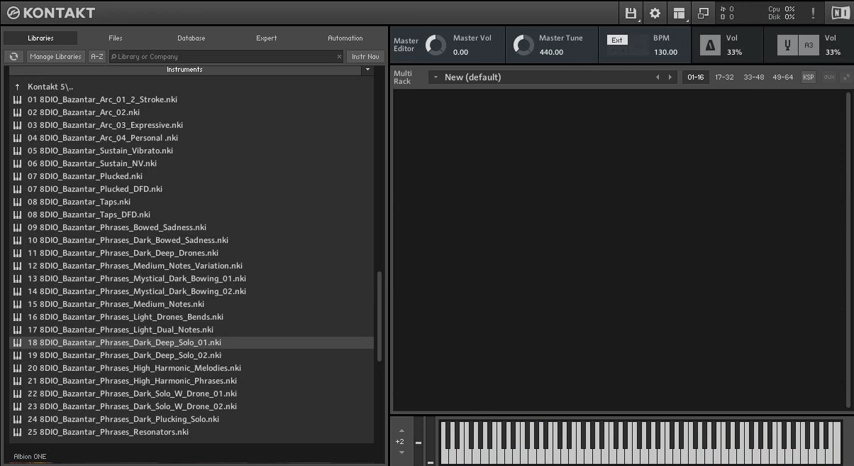 KONTAKT
0
0
Cpu 0%
Disk 0%
!
Libraries Files Database Expert Automation
Manage Libraries A-Z Library or Company × Instr Nav
Instruments
Master Editor
Master Vol
0.00
Master Tune
440.00
Ext
BPM
130.00
Vol
33%
A3
Vol
33%
Multi Rack
New (default)
01-16 17-32 33-48 49-64 KSP
↑ Kontakt 5\..
01 8DIO_Bazantar_Arc_01_2_Stroke.nki
02 8DIO_Bazantar_Arc_02.nki
03 8DIO_Bazantar_Arc_03_Expressive.nki
04 8DIO_Bazantar_Arc_04_Personal .nki
05 8DIO_Bazantar_Sustain_Vibrato.nki
06 8DIO_Bazantar_Sustain_NV.nki
07 8DIO_Bazantar_Plucked.nki
07 8DIO_Bazantar_Plucked_DFD.nki
08 8DIO_Bazantar_Taps.nki
08 8DIO_Bazantar_Taps_DFD.nki
09 8DIO_Bazantar_Phrases_Bowed_Sadness.nki
10 8DIO_Bazantar_Phrases_Dark_Bowed_Sadness.nki
11 8DIO_Bazantar_Phrases_Dark_Deep_Drones.nki
12 8DIO_Bazantar_Phrases_Medium_Notes_Variation.nki
13 8DIO_Bazantar_Phrases_Mystical_Dark_Bowing_01.nki
14 8DIO_Bazantar_Phrases_Mystical_Dark_Bowing_02.nki
15 8DIO_Bazantar_Phrases_Medium_Notes.nki
16 8DIO_Bazantar_Phrases_Light_Drones_Bends.nki
17 8DIO_Bazantar_Phrases_Light_Dual_Notes.nki
18 8DIO_Bazantar_Phrases_Dark_Deep_Solo_01.nki
19 8DIO_Bazantar_Phrases_Dark_Deep_Solo_02.nki
20 8DIO_Bazantar_Phrases_High_Harmonic_Melodies.nki
21 8DIO_Bazantar_Phrases_High_Harmonic_Phrases.nki
22 8DIO_Bazantar_Phrases_Dark_Solo_W_Drone_01.nki
23 8DIO_Bazantar_Phrases_Dark_Solo_W_Drone_02.nki
24 8DIO_Bazantar_Phrases_Dark_Plucking_Solo.nki
25 8DIO_Bazantar_Phrases_Resonators.nki
Albion ONE
+2